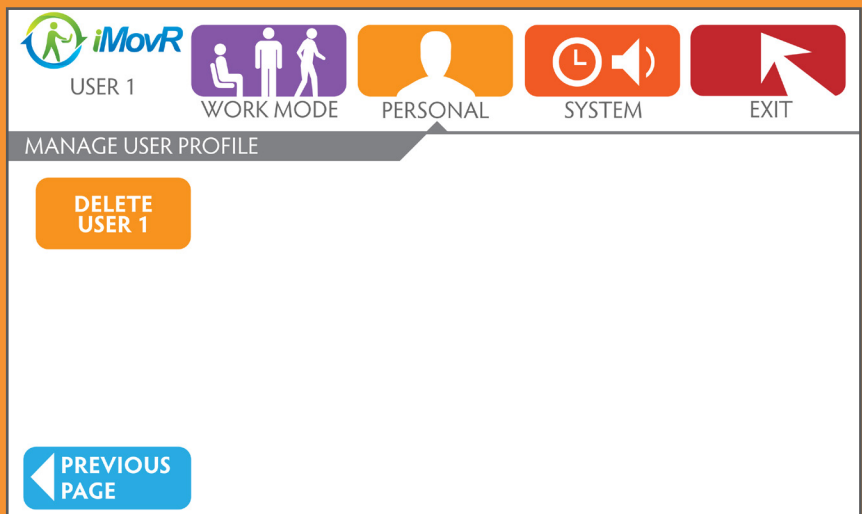 iMovR
USER 1
WORK MODE
PERSONAL
SYSTEM
EXIT
MANAGE USER PROFILE
DELETE
USER 1
PREVIOUS
PAGE